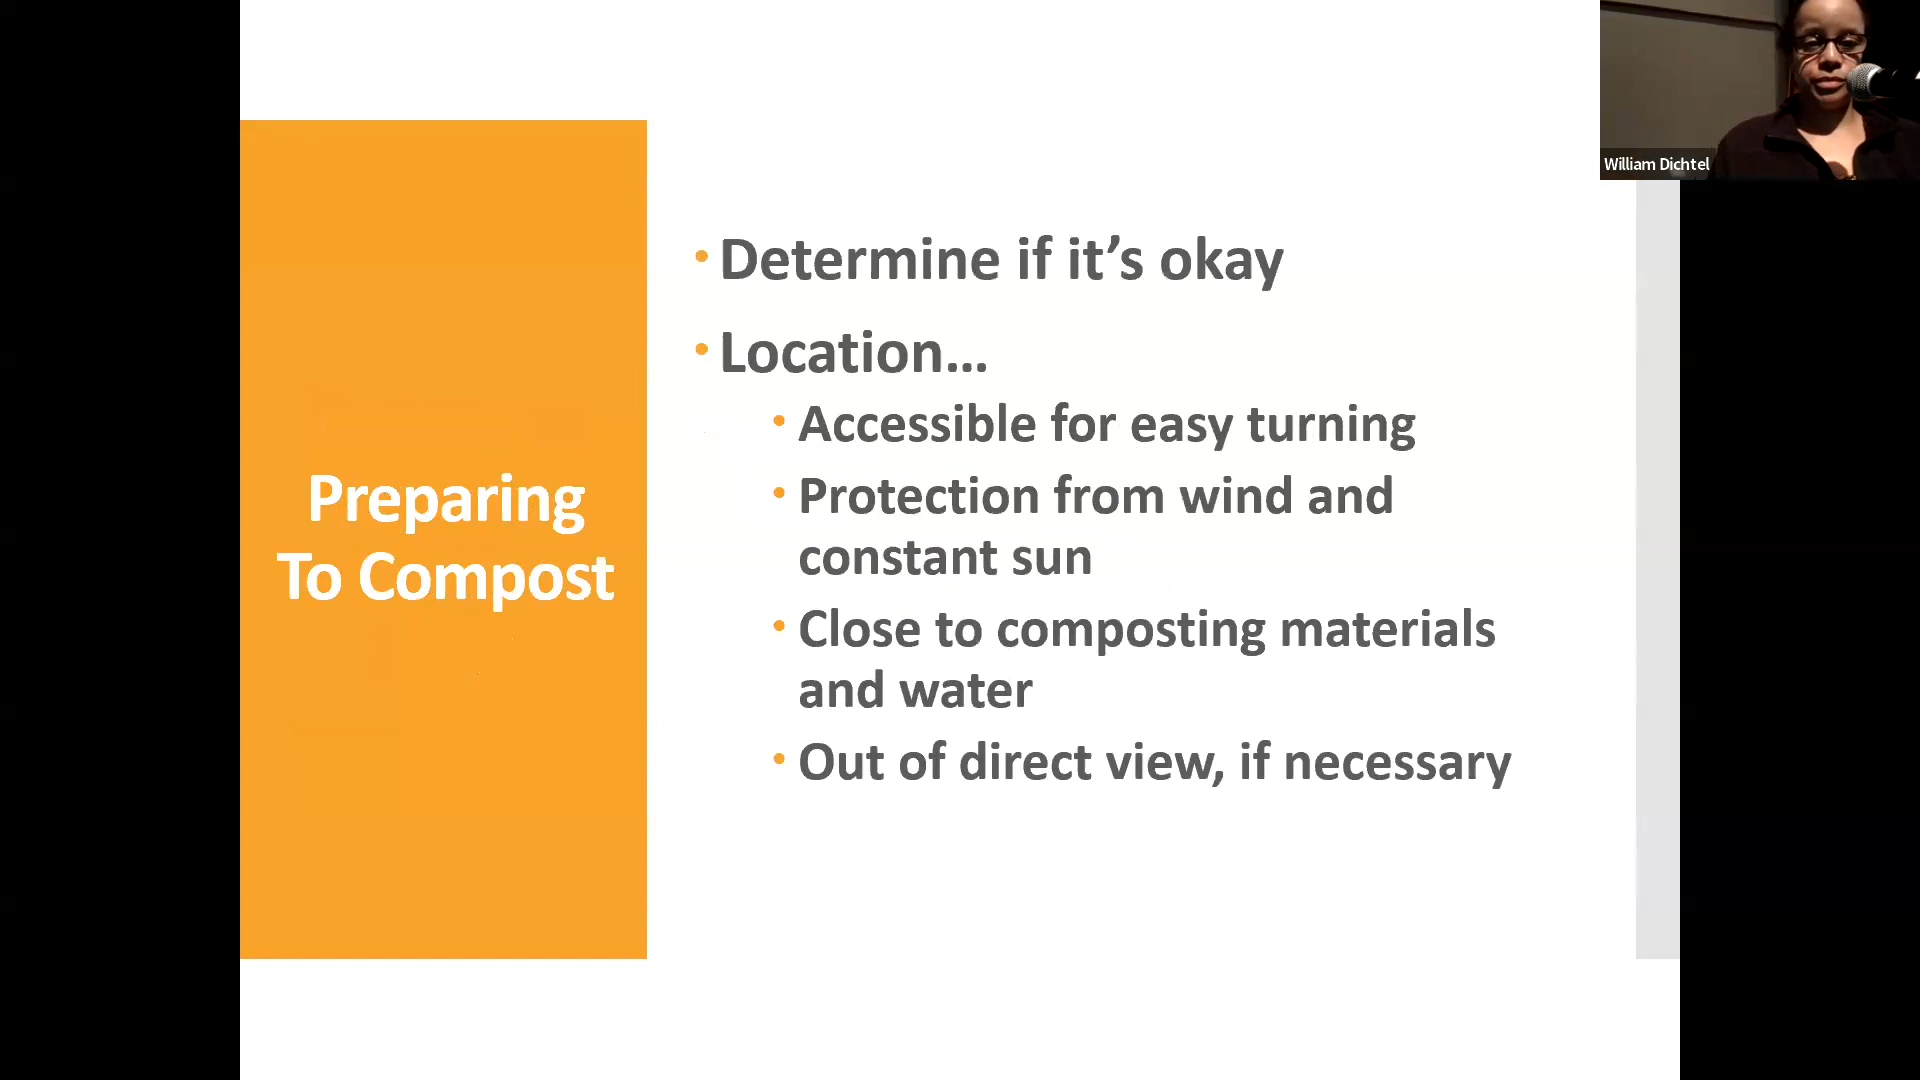 William Dichtel
Preparing
To Compost
• Determine if it’s okay
• Location...
• Accessible for easy turning
• Protection from wind and
constant sun
• Close to composting materials
and water
• Out of direct view, if necessary